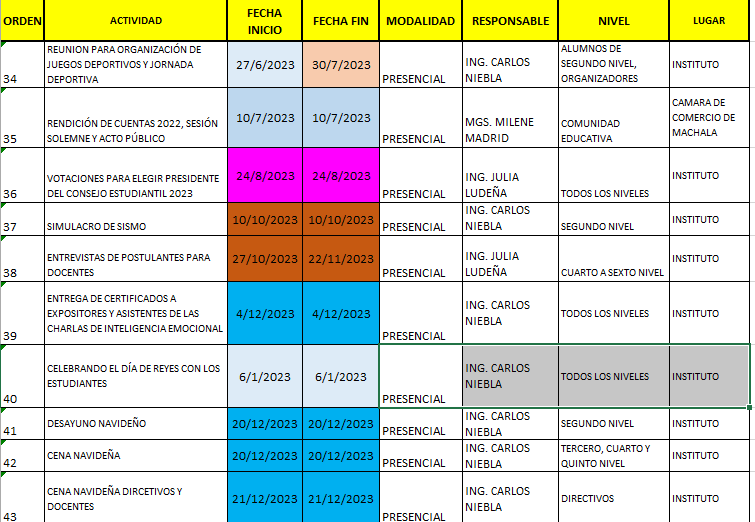 ORDEN ACTIVIDAD FECHA INICIO FECHA FIN MODALIDAD RESPONSABLE NIVEL LUGAR
34 REUNION PARA ORGANIZACIÓN DE JUEGOS DEPORTIVOS Y JORNADA DEPORTIVA 27/6/2023 30/7/2023 PRESENCIAL ING. CARLOS NIEBLA ALUMNOS DE SEGUNDO NIVEL, ORGANIZADORES INSTITUTO
35 RENDICIÓN DE CUENTAS 2022, SESIÓN SOLEMNE Y ACTO PÚBLICO 10/7/2023 10/7/2023 PRESENCIAL MGS. MILENE MADRID COMUNIDAD EDUCATIVA CAMARA DE COMERCIO DE MACHALA
36 VOTACIONES PARA ELEGIR PRESIDENTE DEL CONSEJO ESTUDIANTIL 2023 24/8/2023 24/8/2023 PRESENCIAL ING. JULIA LUDEÑA TODOS LOS NIVELES INSTITUTO
37 SIMULACRO DE SISMO 10/10/2023 10/10/2023 PRESENCIAL ING. CARLOS NIEBLA SEGUNDO NIVEL INSTITUTO
38 ENTREVISTAS DE POSTULANTES PARA DOCENTES 27/10/2023 22/11/2023 PRESENCIAL ING. JULIA LUDEÑA CUARTO A SEXTO NIVEL INSTITUTO
39 ENTREGA DE CERTIFICADOS A EXPOSITORES Y ASISTENTES DE LAS CHARLAS DE INTELIGENCIA EMOCIONAL 4/12/2023 4/12/2023 PRESENCIAL ING. CARLOS NIEBLA TODOS LOS NIVELES INSTITUTO
40 CELEBRANDO EL DÍA DE REYES CON LOS ESTUDIANTES 6/1/2023 6/1/2023 PRESENCIAL ING. CARLOS NIEBLA TODOS LOS NIVELES INSTITUTO
41 DESAYUNO NAVIDEÑO 20/12/2023 20/12/2023 PRESENCIAL ING. CARLOS NIEBLA SEGUNDO NIVEL INSTITUTO
42 CENA NAVIDEÑA 20/12/2023 20/12/2023 PRESENCIAL ING. CARLOS NIEBLA TERCERO, CUARTO Y QUINTO NIVEL INSTITUTO
43 CENA NAVIDEÑA DIRCETIVOS Y DOCENTES 21/12/2023 21/12/2023 PRESENCIAL ING. CARLOS NIEBLA DIRECTIVOS INSTITUTO